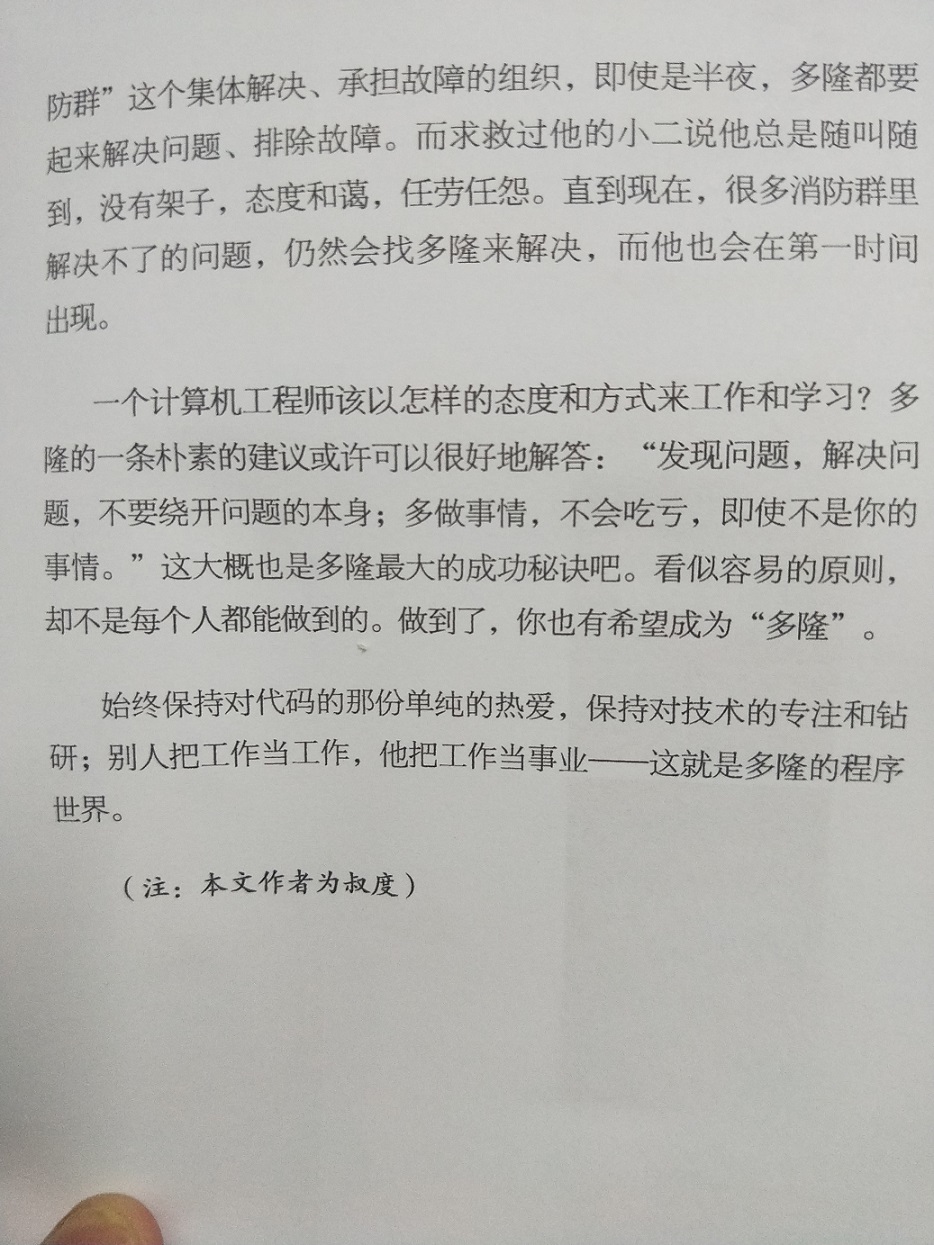 防群”这个集体解决、承担故障的组织，即使是半夜，多隆都要
起来解决问题、排除故障。而求救过他的小二说他总是随叫随
到，没有架子，态度和蔼，任劳任怨。直到现在，很多消防群里
解决不了的问题，仍然会找多隆来解决，而他也会在第一时间
出现。
一个计算机工程师该以怎样的态度和方式来工作和学习？多
隆的一条朴素的建议或许可以很好地解答：“发现问题，解决问
题，不要绕开问题的本身；多做事情，不会吃亏，即使不是你的
事情。”这大概也是多隆最大的成功秘诀吧。看似容易的原则，
却不是每个人都能做到的。做到了，你也有希望成为“多隆”。
始终保持对代码的那份单纯的热爱，保持对技术的专注和钻
研；别人把工作当工作，他把工作当事业——这就是多隆的程序
世界。
（注：本文作者为叔度）